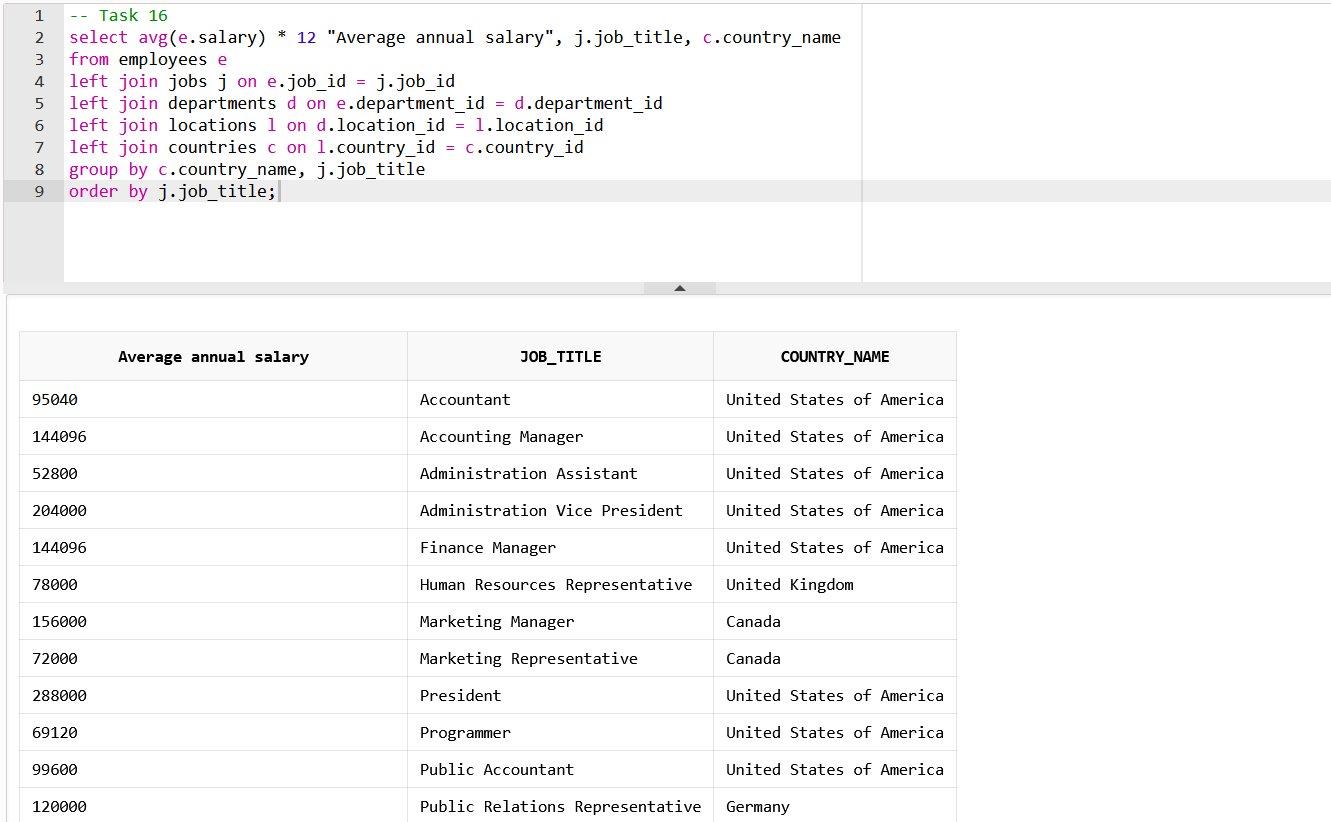 1 -- Task 16
2 select avg(e.salary) * 12 "Average annual salary", j.job_title, c.country_name
3 from employees e
4 left join jobs j on e.job_id = j.job_id
5 left join departments d on e.department_id = d.department_id
6 left join locations l on d.location_id = l.location_id
7 left join countries c on l.country_id = c.country_id
8 group by c.country_name, j.job_title
9 order by j.job_title;
Average annual salary JOB_TITLE COUNTRY_NAME
95040 Accountant United States of America
144096 Accounting Manager United States of America
52800 Administration Assistant United States of America
204000 Administration Vice President United States of America
144096 Finance Manager United States of America
78000 Human Resources Representative United Kingdom
156000 Marketing Manager Canada
72000 Marketing Representative Canada
288000 President United States of America
69120 Programmer United States of America
99600 Public Accountant United States of America
120000 Public Relations Representative Germany